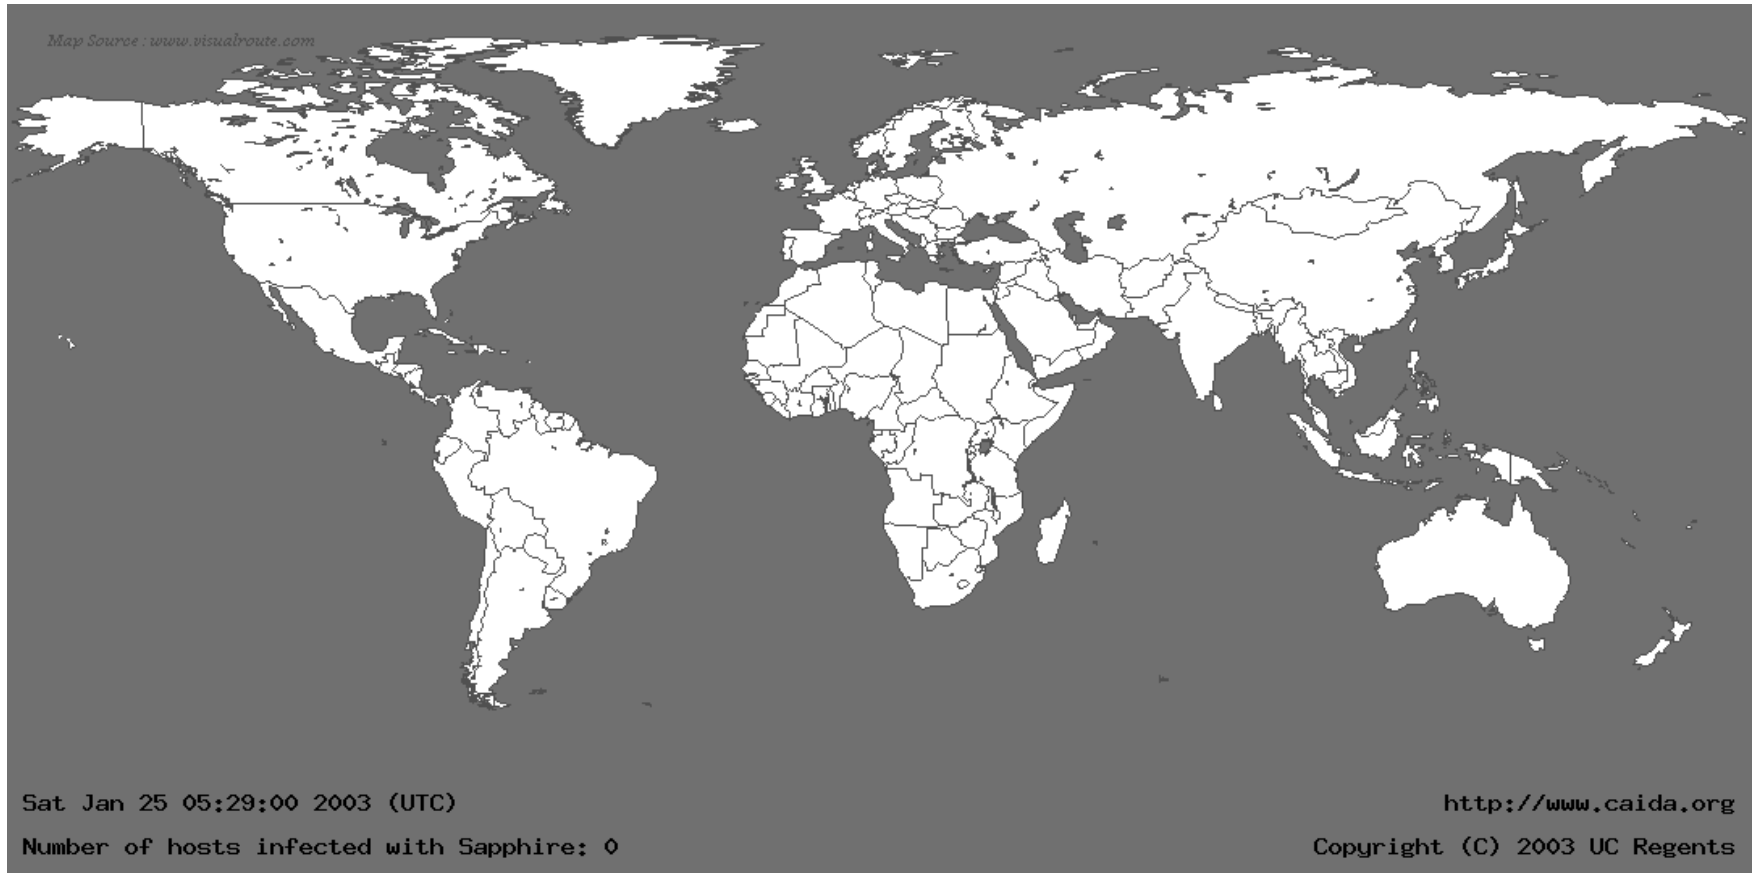 Map Source : www.visualroute.com
Sat Jan 25 05:29:00 2003 (UTC)
http://www.caida.org
Number of hosts infected with Sapphire: 0
Copyright (C) 2003 UC Regents